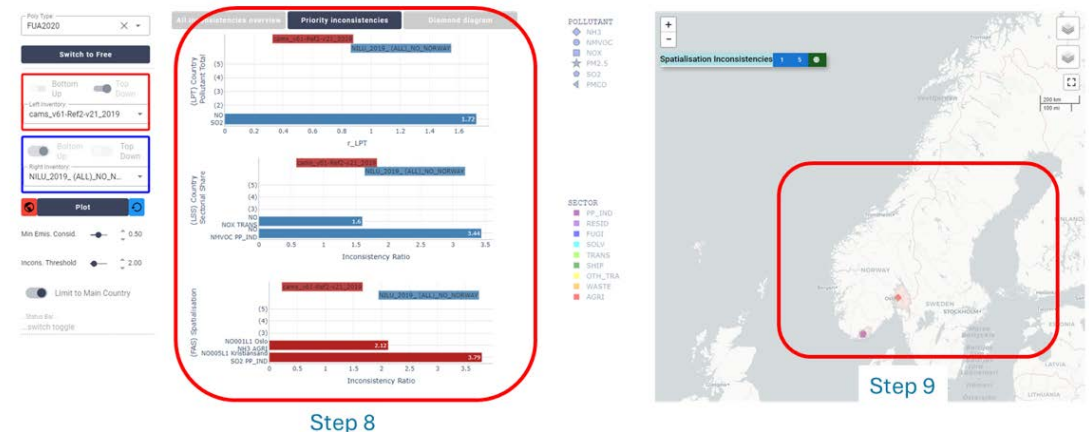 Poly Type
FUA2020
Switch to Free
Bottom Up
Top Down
Left Inventory
cams_v61-Ref2-v21_2019
Bottom Up
Top Down
Right Inventory
NILU_2019_ (ALL)_NO_N...
Plot
Min Emis. Consid.
0.50
Incons. Threshold
2.00
Limit to Main Country
Status Bar
...switch toggle
All inconsistencies overview
Priority inconsistencies
Diamond diagram
cams_v61-Ref2-v21_2019
NILU_2019_ (ALL)_NO_NORWAY
(LPT) Country
Pollutant Total
(5)
(4)
(3)
(2)
NO
SO2
1.72
0 0.2 0.4 0.6 0.8 1 1.2 1.4 1.6
r_LPT
cams_v61-Ref2-v21_2019
NILU_2019_ (ALL)_NO_NORWAY
(LSS) Country
Sectorial Share
(5)
(4)
(3)
NO
NOX TRANS
1.6
NO
NMVOC PP_IND
3.44
0 0.5 1 1.5 2 2.5 3 3.5
Inconsistency Ratio
cams_v61-Ref2-v21_2019
NILU_2019_ (ALL)_NO_NORWAY
(FAS) Spatialisation
(5)
(4)
(3)
NO001L1 Oslo
NH3 AGRI
2.12
NO005L1 Kristiansand
SO2 PP_IND
3.79
0 0.5 1 1.5 2 2.5 3 3.5
Inconsistency Ratio
Step 8
POLLUTANT
NH3
NMVOC
NOX
PM2.5
SO2
PMCO
SECTOR
PP_IND
RESID
FUGI
SOLV
TRANS
SHIP
OTH_TRA
WASTE
AGRI
+
−
Spatialisation Inconsistencies
1 5
200 km
100 mi
NORWAY
SWEDEN
STOCKHOLM
ESTONIA
LATVIA
LITHUANIA
Step 9